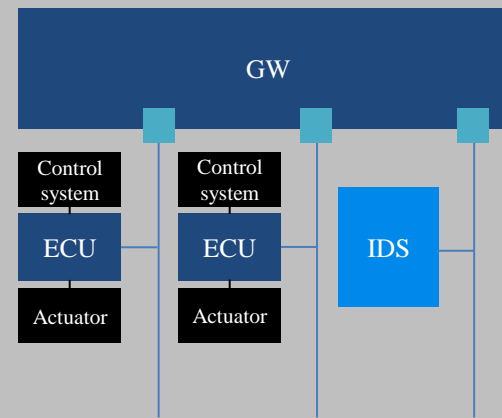 GW
Control
system
ECU
Actuator
Control
system
ECU
Actuator
IDS